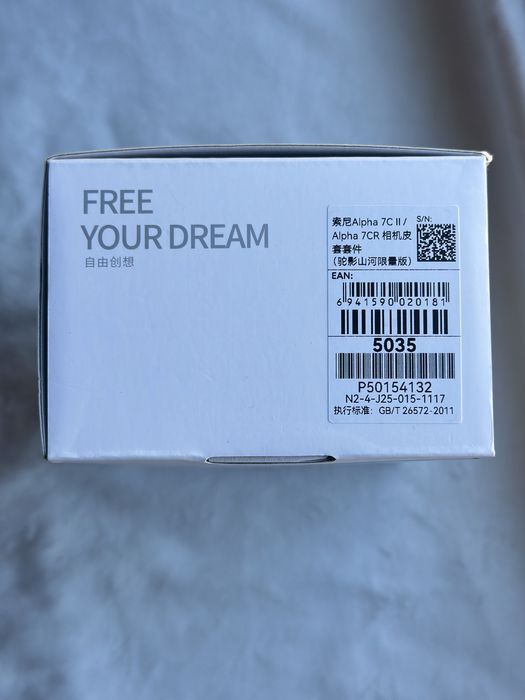 FREE
YOUR DREAM
自由创想
索尼Alpha 7C II /
Alpha 7CR 相机皮
套套件
（驼影山河限量版）
S/N:
EAN:
6 941590 020181
5035
P50154132
N2-4-J25-015-1117
执行标准：GB/T 26572-2011